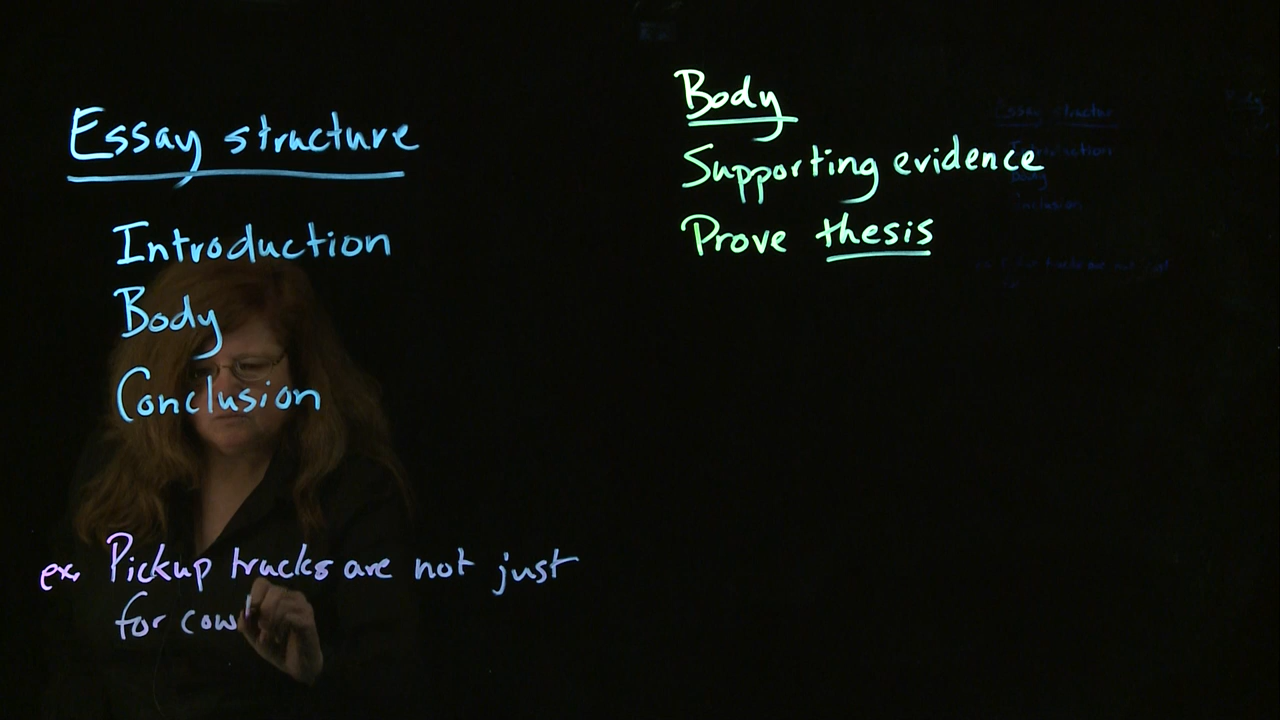 Essay structure
Introduction
Body
Conclusion
ex. Pickup trucks are not just
for cow
Body
Supporting evidence
Prove thesis